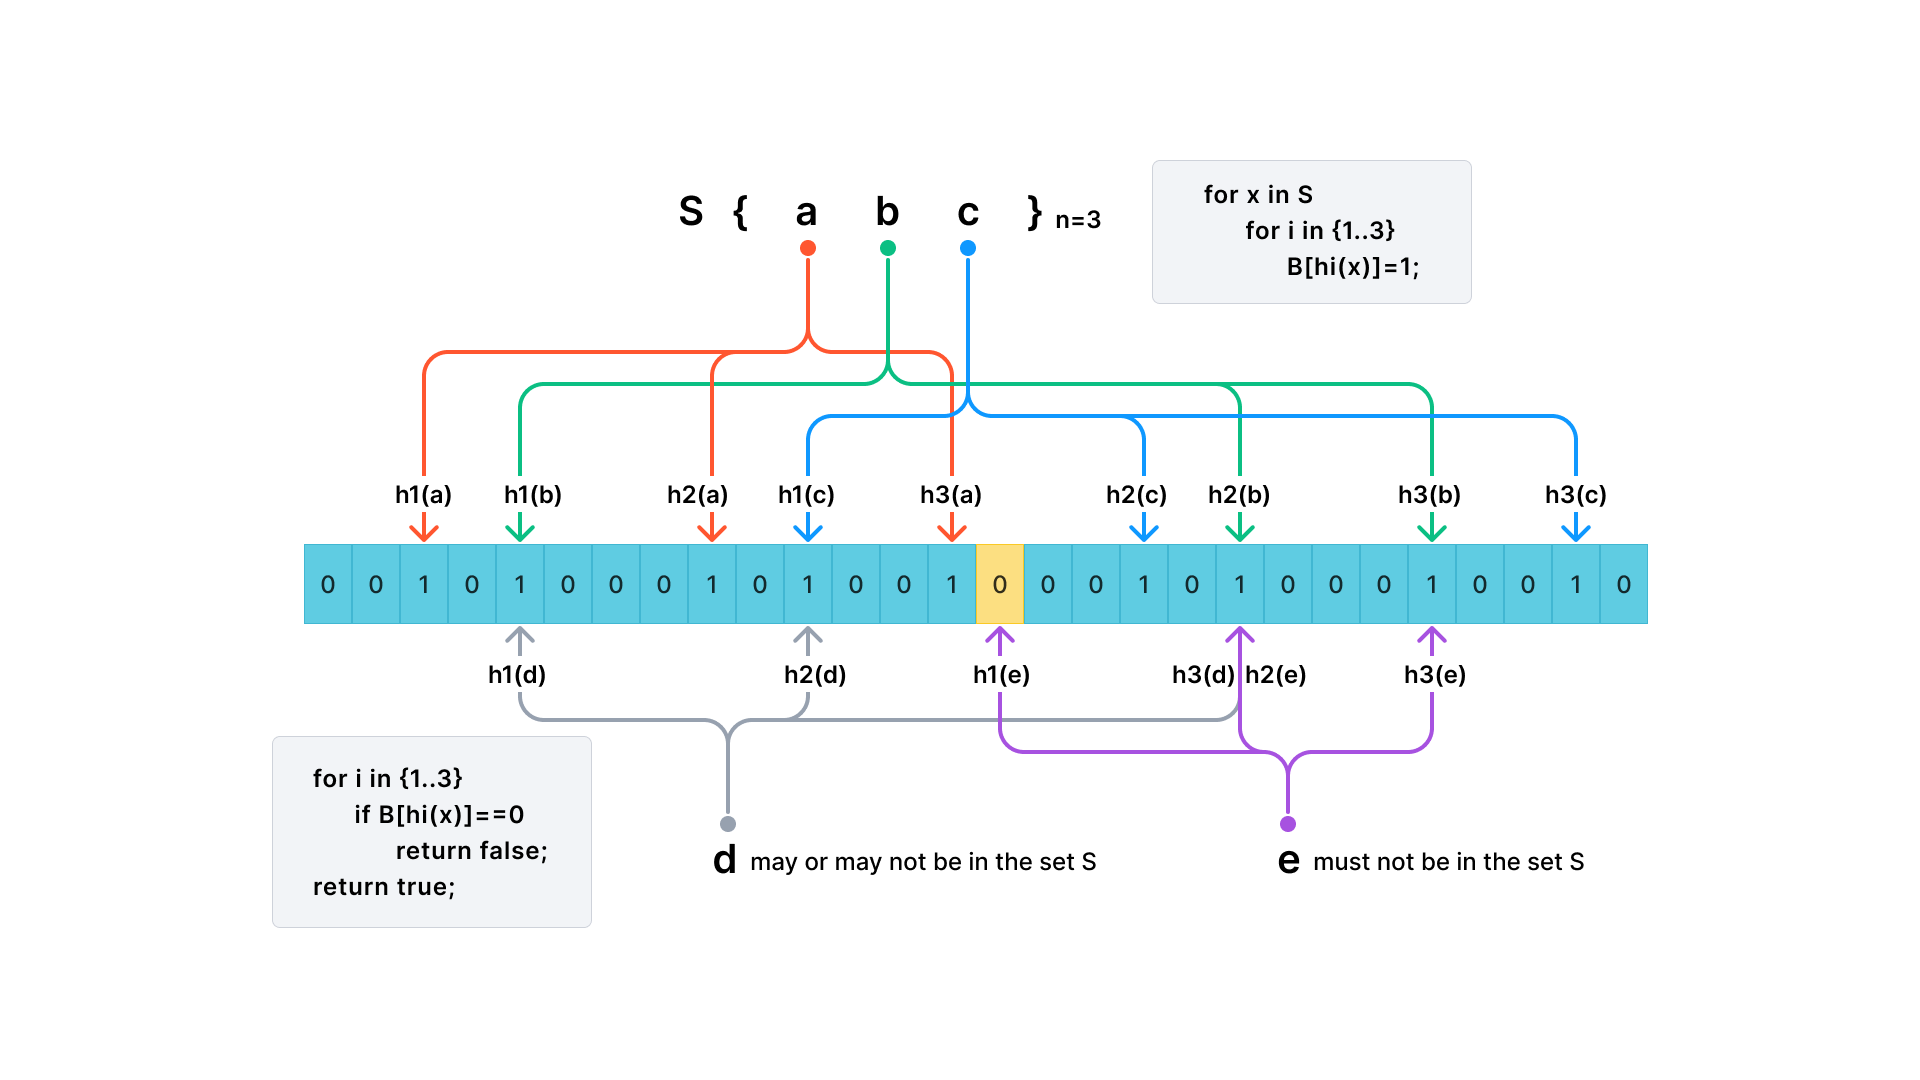 S { a b c } n=3
for x in S
for i in {1..3}
B[hi(x)]=1;
h1(a) h1(b) h2(a) h1(c) h3(a) h2(c) h2(b) h3(b) h3(c)
0 0 1 0 1 0 0 0 1 0 1 0 0 1 0 0 0 1 0 1 0 0 0 1 0 0 1 0
h1(d) h2(d) h1(e) h3(d) h2(e) h3(e)
for i in {1..3}
if B[hi(x)]==0
return false;
return true;
d may or may not be in the set S
e must not be in the set S